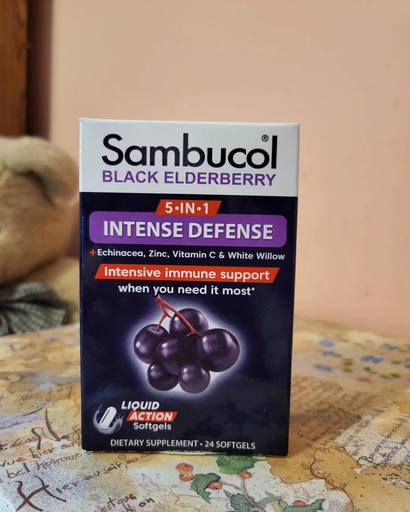 Sambucol®
BLACK ELDERBERRY
5•IN•1
INTENSE DEFENSE
+Echinacea, Zinc, Vitamin C & White Willow
Intensive immune support
when you need it most*
LIQUID
ACTION
Softgels
DIETARY SUPPLEMENT • 24 SOFTGELS